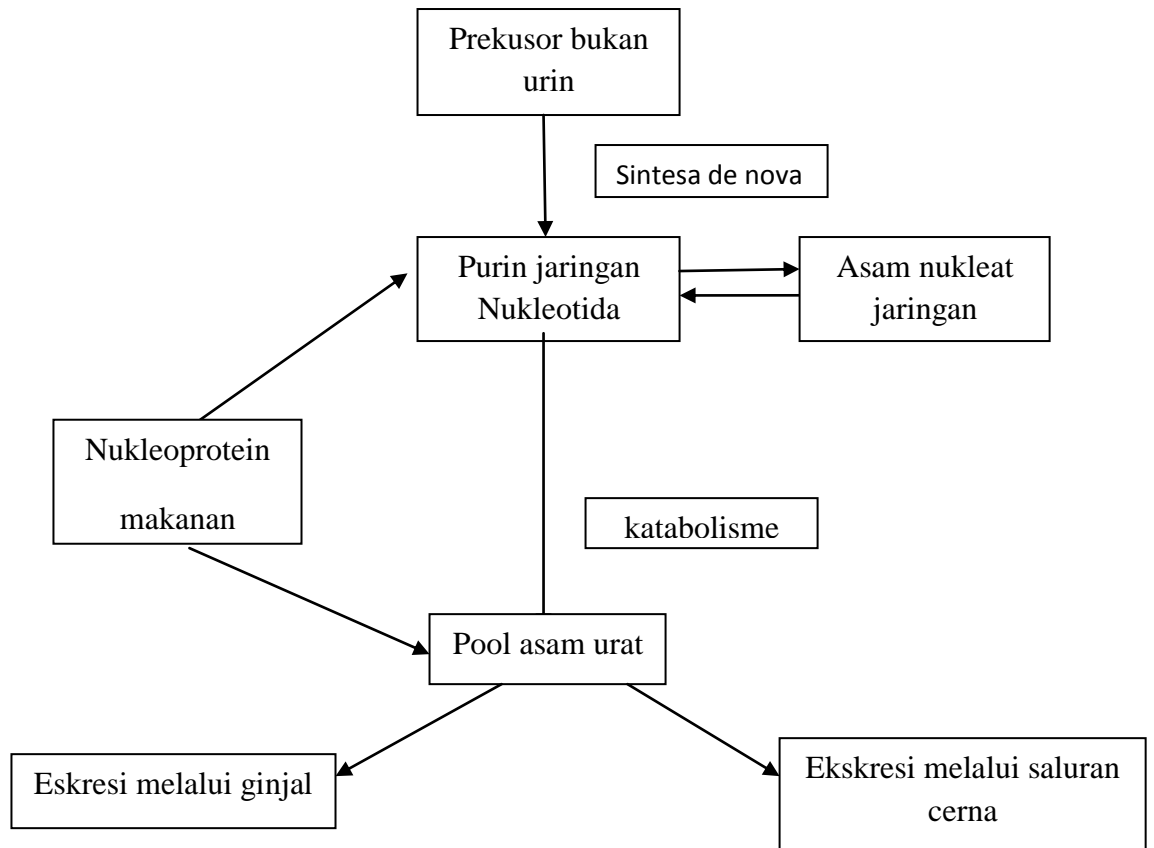 Prekusor bukan
urin
Sintesa de nova
Purin jaringan
Nukleotida
Asam nukleat
jaringan
Nukleoprotein
makanan
katabolisme
Pool asam urat
Eskresi melalui ginjal
Ekskresi melalui saluran
cerna